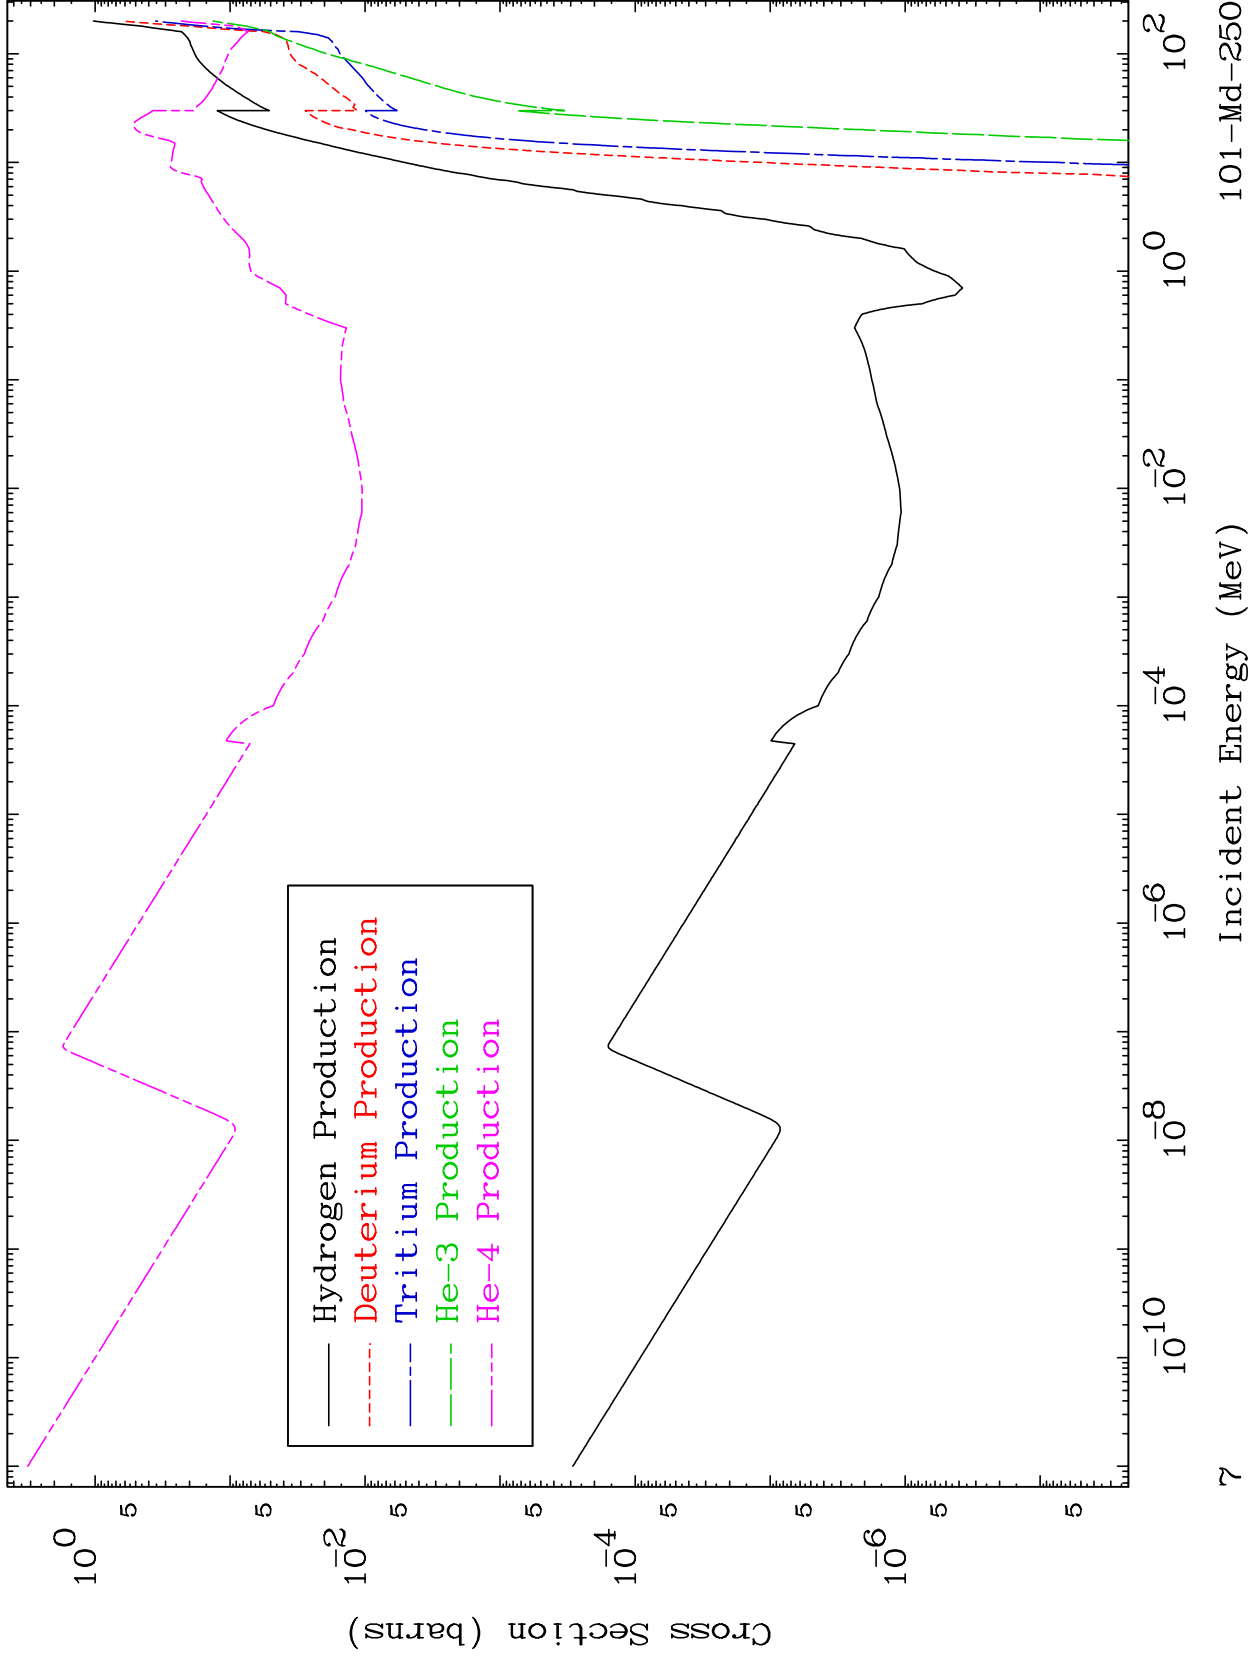 Cross Section (barns)
10^0
5
5
10^-2
5
5
10^-4
5
5
10^-6
5
5
Hydrogen Production
Deuterium Production
Tritium Production
He-3 Production
He-4 Production
10^-10
10^-8
10^-6
10^-4
10^-2
10^0
10^2
7
Incident Energy (MeV)
101-Md-250